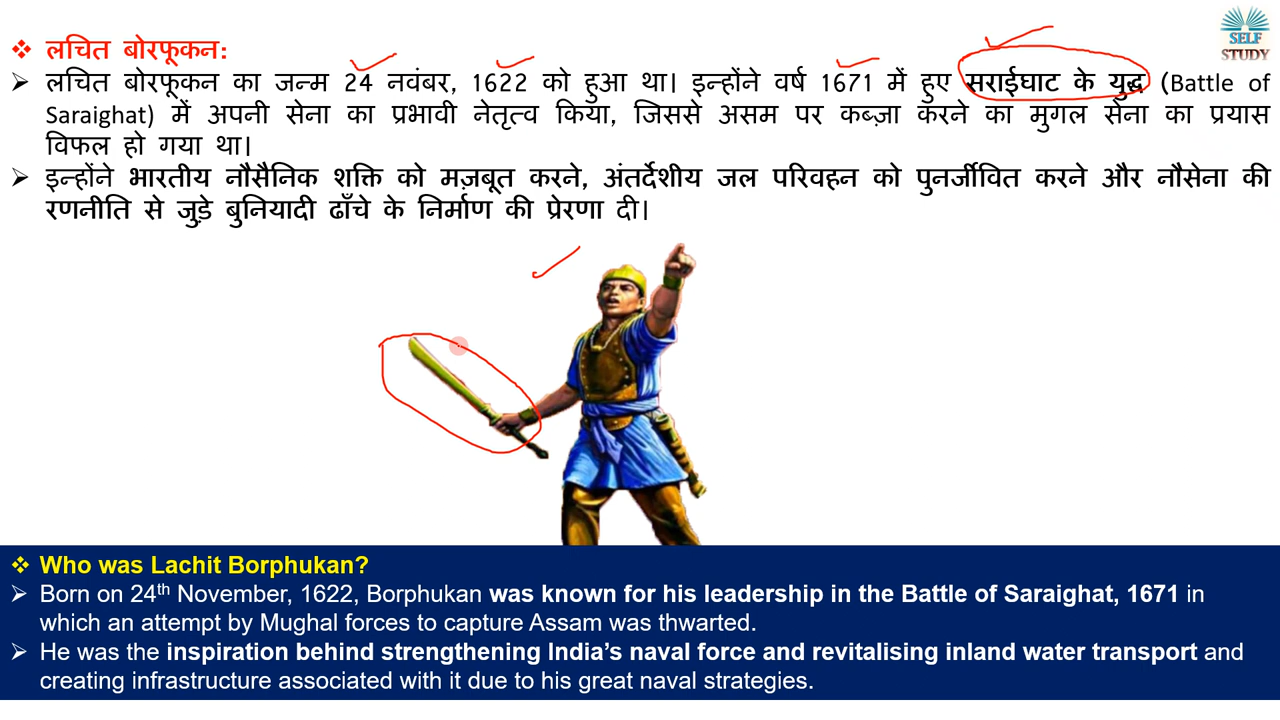 SELF
STUDY
❖ लचित बोरफूकन:
➤ लचित बोरफूकन का जन्म 24 नवंबर, 1622 को हुआ था। इन्होंने वर्ष 1671 में हुए सराईघाट के युद्ध (Battle of
Saraighat) में अपनी सेना का प्रभावी नेतृत्व किया, जिससे असम पर कब्ज़ा करने का मुगल सेना का प्रयास
विफल हो गया था।
➤ इन्होंने भारतीय नौसैनिक शक्ति को मज़बूत करने, अंतर्देशीय जल परिवहन को पुनर्जीवित करने और नौसेना की
रणनीति से जुड़े बुनियादी ढाँचे के निर्माण की प्रेरणा दी।
❖ Who was Lachit Borphukan?
➤ Born on 24th November, 1622, Borphukan was known for his leadership in the Battle of Saraighat, 1671 in
which an attempt by Mughal forces to capture Assam was thwarted.
➤ He was the inspiration behind strengthening India’s naval force and revitalising inland water transport and
creating infrastructure associated with it due to his great naval strategies.